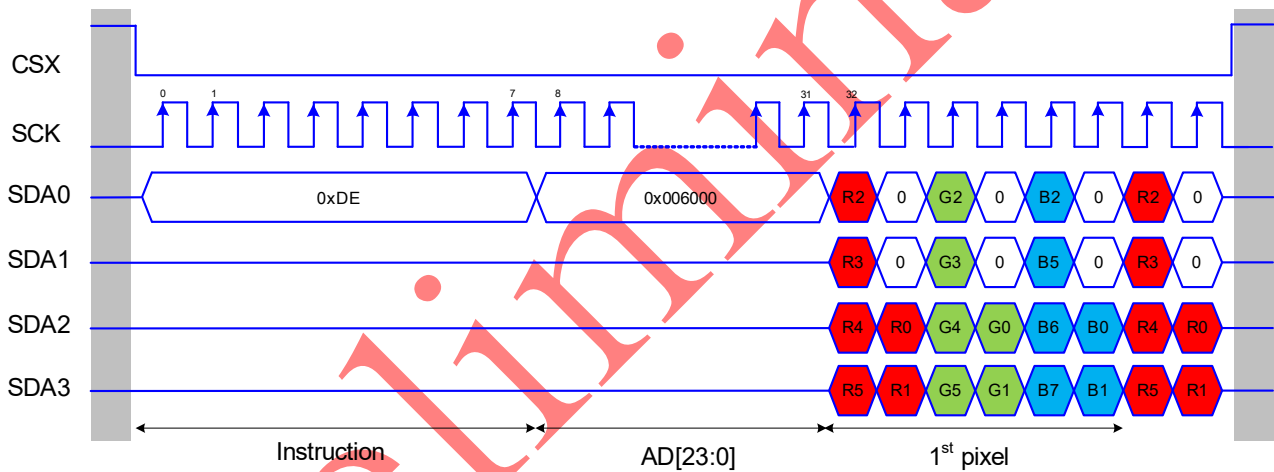 CSX
0 1 7 8 31 32
SCK
SDA0 0xDE 0x006000 R2 0 G2 0 B2 0 R2 0
SDA1 R3 0 G3 0 B5 0 R3 0
SDA2 R4 R0 G4 G0 B6 B0 R4 R0
SDA3 R5 R1 G5 G1 B7 B1 R5 R1
Instruction AD[23:0] 1st pixel